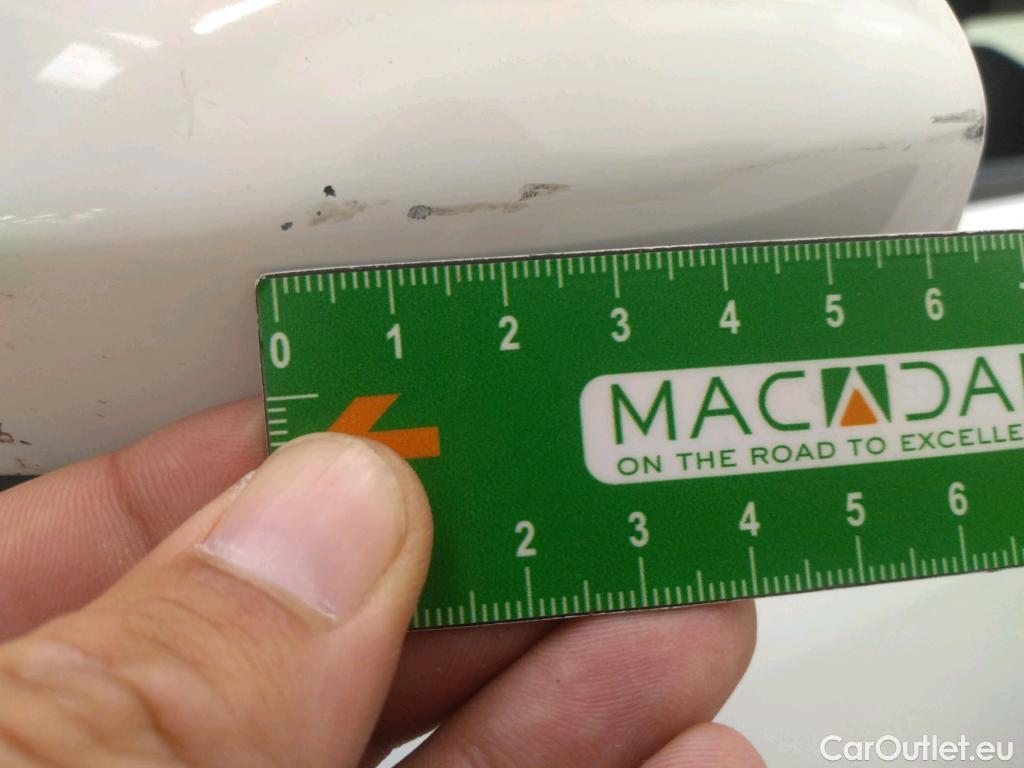 0 1 2 3 4 5 6
MACADA
ON THE ROAD TO EXCELLE
2 3 4 5 6
CarOutlet.eu